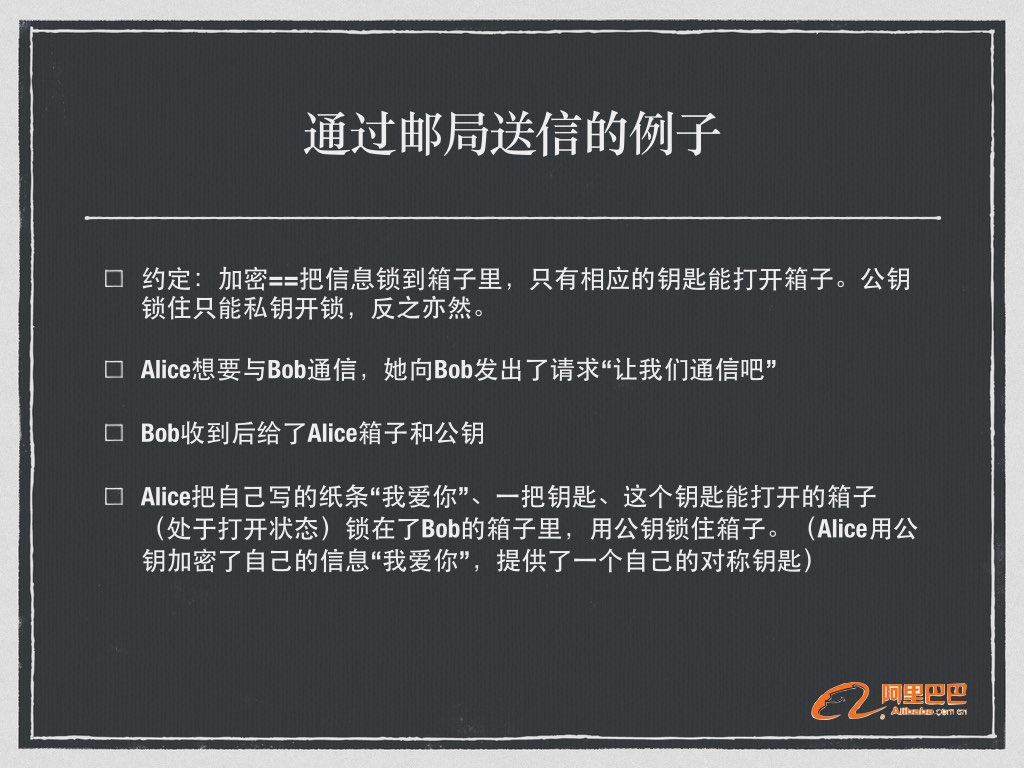 通过邮局送信的例子
约定：加密==把信息锁到箱子里，只有相应的钥匙能打开箱子。公钥
锁住只能私钥开锁，反之亦然。
Alice想要与Bob通信，她向Bob发出了请求“让我们通信吧”
Bob收到后给了Alice箱子和公钥
Alice把自己写的纸条“我爱你”、一把钥匙、这个钥匙能打开的箱子
（处于打开状态）锁在了Bob的箱子里，用公钥锁住箱子。（Alice用公
钥加密了自己的信息“我爱你”，提供了一个自己的对称钥匙）
阿里巴巴
Alibaba.com.cn